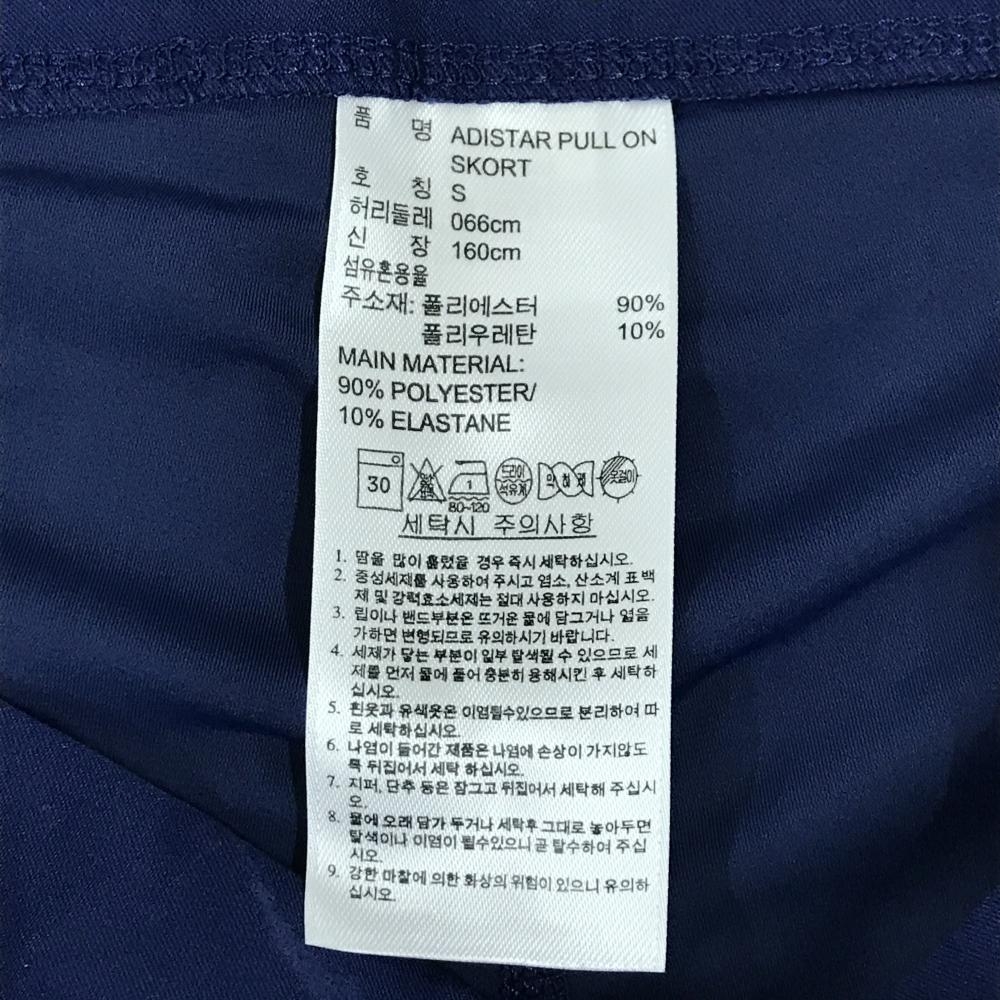 품 명 ADISTAR PULL ON
SKORT
호 칭 S
허리둘레 066cm
신 장 160cm
섬유혼용율
주소재: 폴리에스터 90%
폴리우레탄 10%
MAIN MATERIAL:
90% POLYESTER/
10% ELASTANE
30 1 드라이 석유계 약하게 옷걸이
80~120
세탁시 주의사항
1. 땀을 많이 흘렸을 경우 즉시 세탁하십시오.
2. 중성세제를 사용하여 주시고 염소, 산소계 표백
제 및 강력효소세제는 절대 사용하지 마십시오.
3. 립이나 밴드부분은 뜨거운 물에 담그거나 열을
가하면 변형되므로 유의하시기 바랍니다.
4. 세제가 닿는 부분이 일부 탈색될 수 있으므로 세
제를 먼저 물에 풀어 충분히 용해시킨 후 세탁하
십시오.
5. 흰옷과 유색옷은 이염될수있으므로 분리하여 따
로 세탁하십시오.
6. 나염이 들어간 제품은 나염에 손상이 가지않도
록 뒤집어서 세탁 하십시오.
7. 지퍼, 단추 등은 잠그고 뒤집어서 세탁해 주십시
오.
8. 물에 오래 담가 두거나 세탁후 그대로 놓아두면
탈색이나 이염이 될수있으니 곧 탈수하여 주십
시오.
9. 강한 마찰에 의한 화상의 위험이 있으니 유의하
십시오.